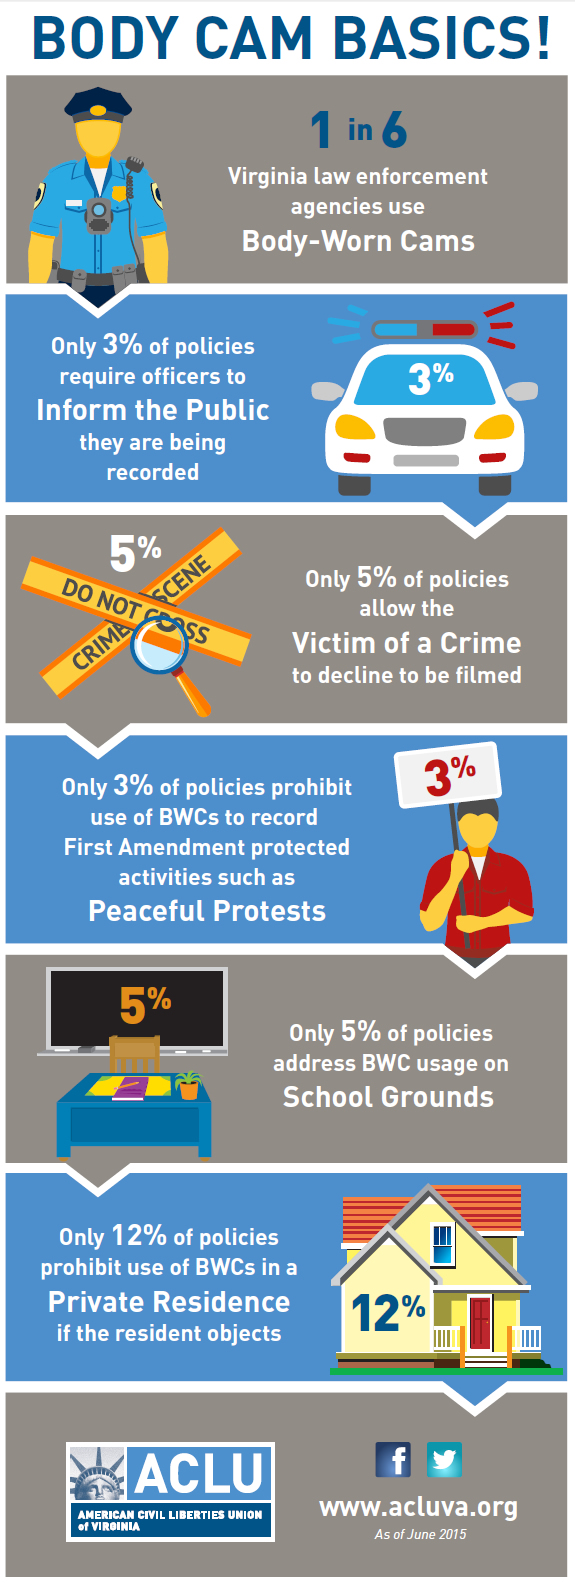 BODY CAM BASICS!
1 in 6
Virginia law enforcement
agencies use
Body-Worn Cams
Only 3% of policies
require officers to
Inform the Public
they are being
recorded
3%
5%
CRIME SCENE
DO NOT CROSS
Only 5% of policies
allow the
Victim of a Crime
to decline to be filmed
Only 3% of policies prohibit
use of BWCs to record
First Amendment protected
activities such as
Peaceful Protests
3%
5%
Only 5% of policies
address BWC usage on
School Grounds
Only 12% of policies
prohibit use of BWCs in a
Private Residence
if the resident objects
12%
ACLU
AMERICAN CIVIL LIBERTIES UNION
of VIRGINIA
f
www.acluva.org
As of June 2015